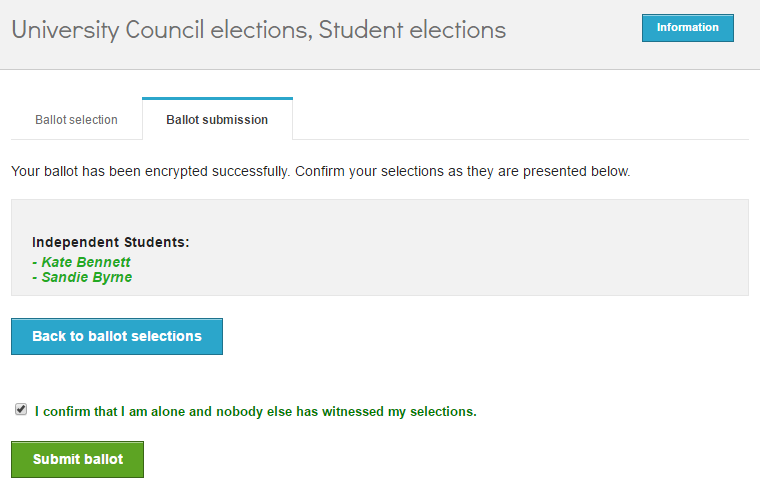 University Council elections, Student elections
Information
Ballot selection
Ballot submission
Your ballot has been encrypted successfully. Confirm your selections as they are presented below.
Independent Students:
- Kate Bennett
- Sandie Byrne
Back to ballot selections
I confirm that I am alone and nobody else has witnessed my selections.
Submit ballot